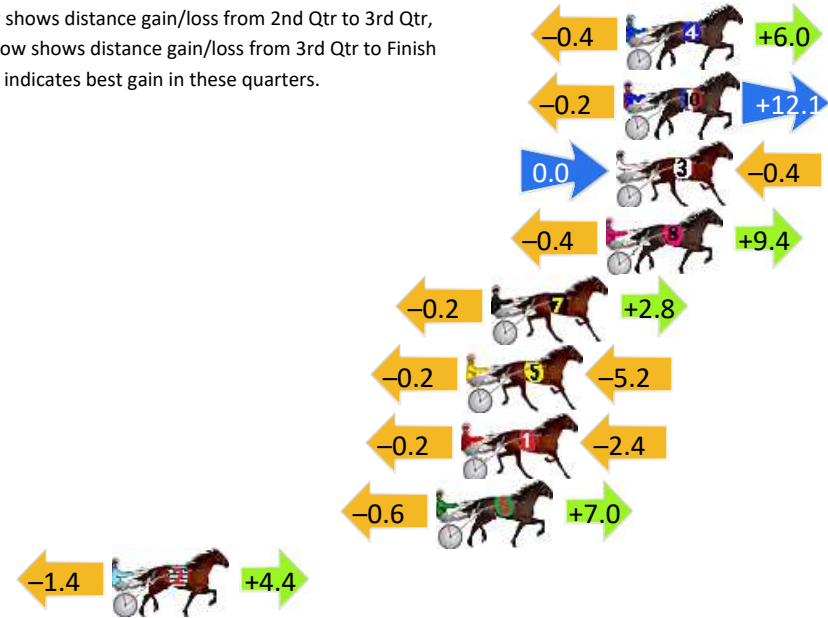 shows distance gain/loss from 2nd Qtr to 3rd Qtr,
ow shows distance gain/loss from 3rd Qtr to Finish
indicates best gain in these quarters.
–0.4 4 +6.0
–0.2 10 +12.1
0.0 3 –0.4
–0.4 8 +9.4
–0.2 7 +2.8
–0.2 5 –5.2
–0.2 1 –2.4
–0.6 6 +7.0
–1.4 2 +4.4